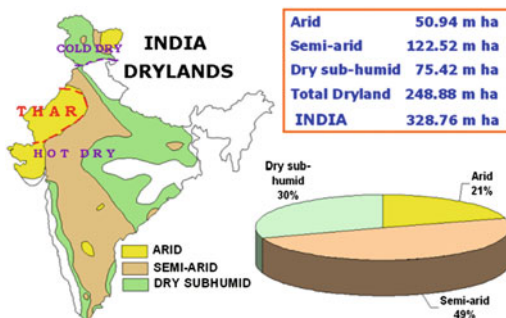 INDIA
DRYLANDS
COLD DRY
THAR
HOT DRY
ARID
SEMI-ARID
DRY SUBHUMID
Arid 50.94 m ha
Semi-arid 122.52 m ha
Dry sub-humid 75.42 m ha
Total Dryland 248.88 m ha
INDIA 328.76 m ha
Dry sub-
humid
30%
Arid
21%
Semi-arid
49%